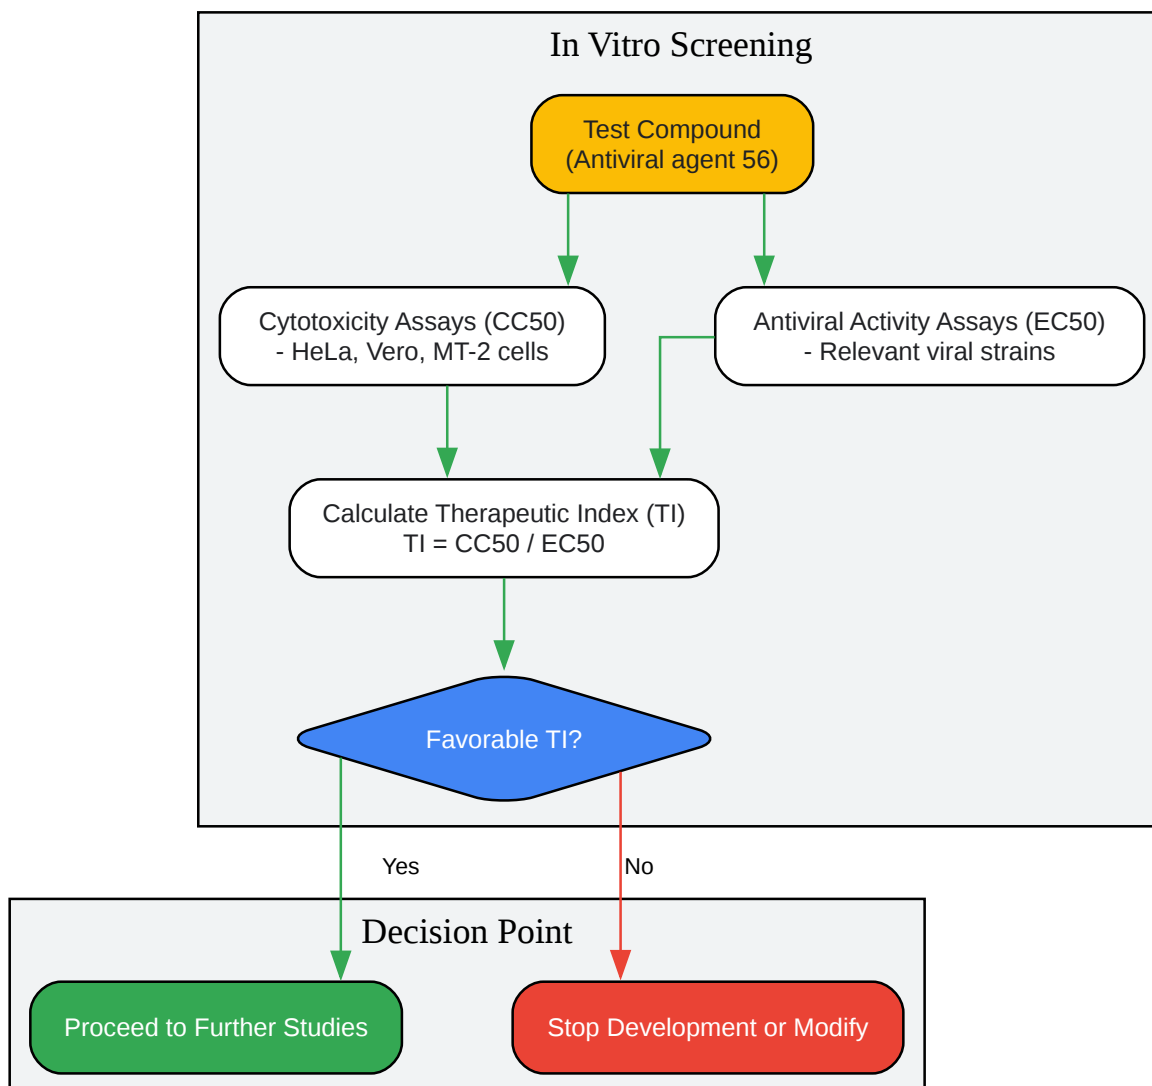 In Vitro Screening
Test Compound
(Antiviral agent 56)
Cytotoxicity Assays (CC50)
- HeLa, Vero, MT-2 cells
Antiviral Activity Assays (EC50)
- Relevant viral strains
Calculate Therapeutic Index (TI)
TI = CC50 / EC50
Favorable TI?
Yes
No
Decision Point
Proceed to Further Studies
Stop Development or Modify